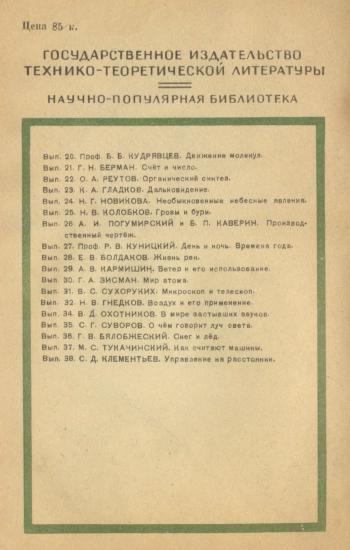 Цена 85 к.
ГОСУДАРСТВЕННОЕ ИЗДАТЕЛЬСТВО
ТЕХНИКО-ТЕОРЕТИЧЕСКОЙ ЛИТЕРАТУРЫ
НАУЧНО-ПОПУЛЯРНАЯ БИБЛИОТЕКА
Вып. 20. Проф. Б. Б. КУДРЯВЦЕВ. Движение молекул.
Вып. 21. Г. Н. БЕРМАН. Счёт и число.
Вып. 22. О. А. РЕУТОВ. Органический синтез.
Вып. 23. К. А. ГЛАДКОВ. Дальновидение.
Вып. 24. Н. Г. НОВИКОВА. Необыкновенные небесные явления.
Вып. 25. Н. В. КОЛОБКОВ. Грозы и бури.
Вып. 26. А. И. ПОГУМИРСКИЙ и Б. П. КАВЕРИН. Производ-
ственный чертёж.
Вып. 27. Проф. Р. В. КУНИЦКИЙ. День и ночь. Времена года.
Вып. 28. Е. В. БОЛДАКОВ. Жизнь рек.
Вып. 29. А. В. КАРМИШИН. Ветер и его использование.
Вып. 30. Г. А. ЗИСМАН. Мир атома.
Вып. 31. В. С. СУХОРУКИХ. Микроскоп и телескоп.
Вып. 32. Н. В. ГНЕДКОВ. Воздух и его применение.
Вып. 34. В. Д. ОХОТНИКОВ. В мире застывших звуков.
Вып. 35. С. Г. СУВОРОВ. О чём говорит луч света.
Вып. 36. Г. В. БЯЛОБЖЕСКИЙ. Снег и лёд.
Вып. 37. М. С. ТУКАЧИНСКИЙ. Как считают машины.
Вып. 38. С. Д. КЛЕМЕНТЬЕВ. Управление на расстоянии.